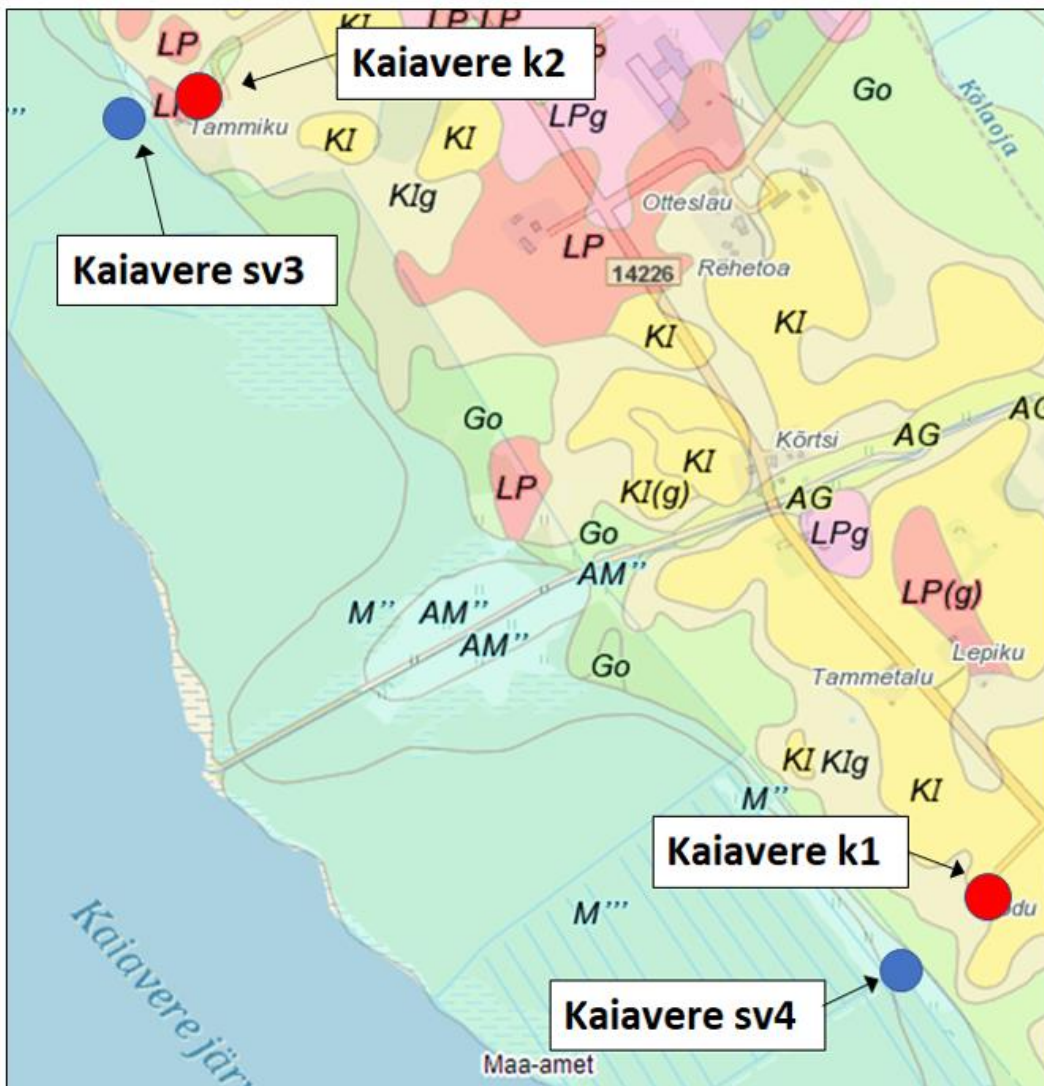 KI
LP LP
LP
Kaiavere k2
Go
Kõlaoja
LPg
Tammiku
KI
KI
'''
KIg
Otteslau
Kaiavere sv3
LP
Rehetoa
14226
KI
KI
Go
AG
AG
Kõrtsi
KI
LP
KI(g)
AG
Go
LPg
AM''
LP(g)
M''
AM''
AM''
Lepiku
Go
Tammetalu
KI KIg
KI
M''
Kaiavere k1
M'''
Kaiavere järv
Kaiavere sv4
Maa-amet